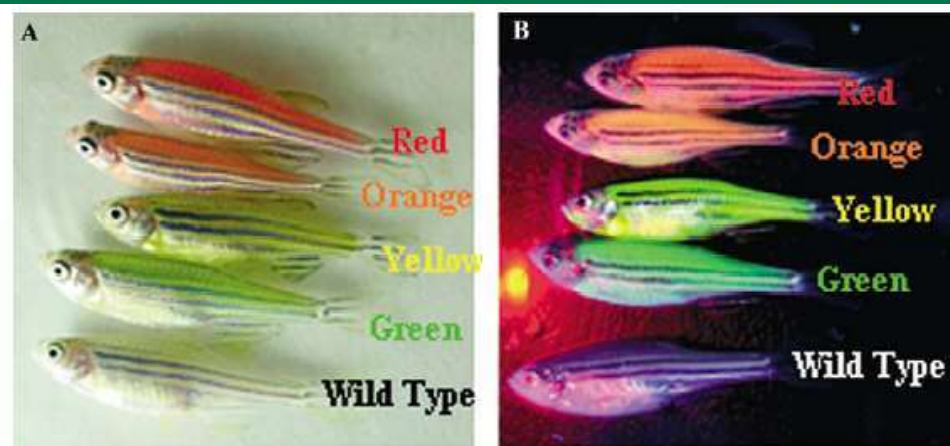 A
Red
Orange
Yellow
Green
Wild Type
B
Red
Orange
Yellow
Green
Wild Type